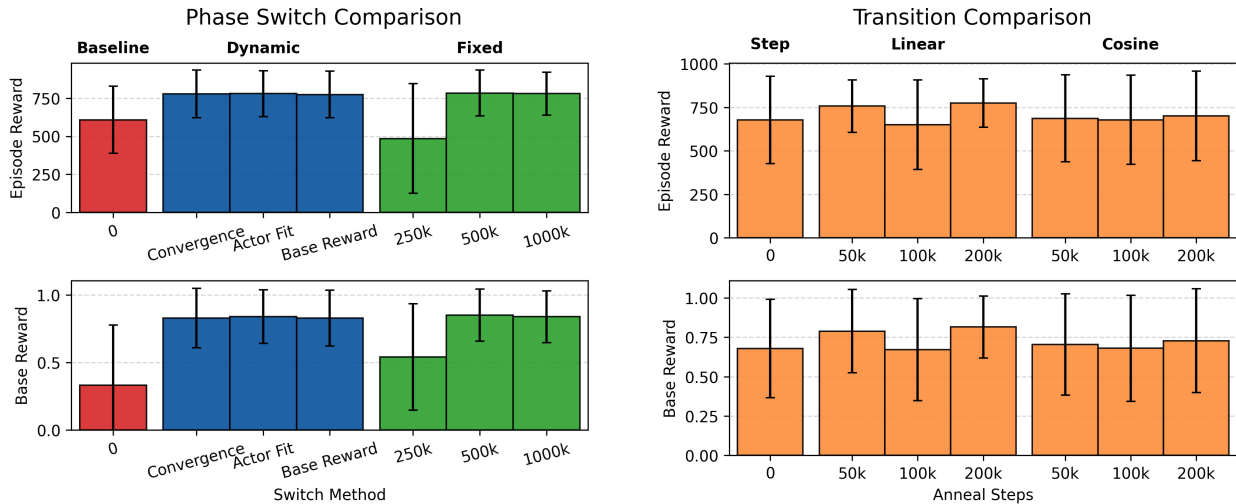 Phase Switch Comparison
Baseline Dynamic Fixed
Episode Reward
750
500
250
0
0 Convergence Actor Fit Base Reward 250k 500k 1000k
Base Reward
1.0
0.5
0.0
0 Convergence Actor Fit Base Reward 250k 500k 1000k
Switch Method
Transition Comparison
Step Linear Cosine
Episode Reward
1000
750
500
250
0
0 50k 100k 200k 50k 100k 200k
Base Reward
1.00
0.75
0.50
0.25
0.00
0 50k 100k 200k 50k 100k 200k
Anneal Steps